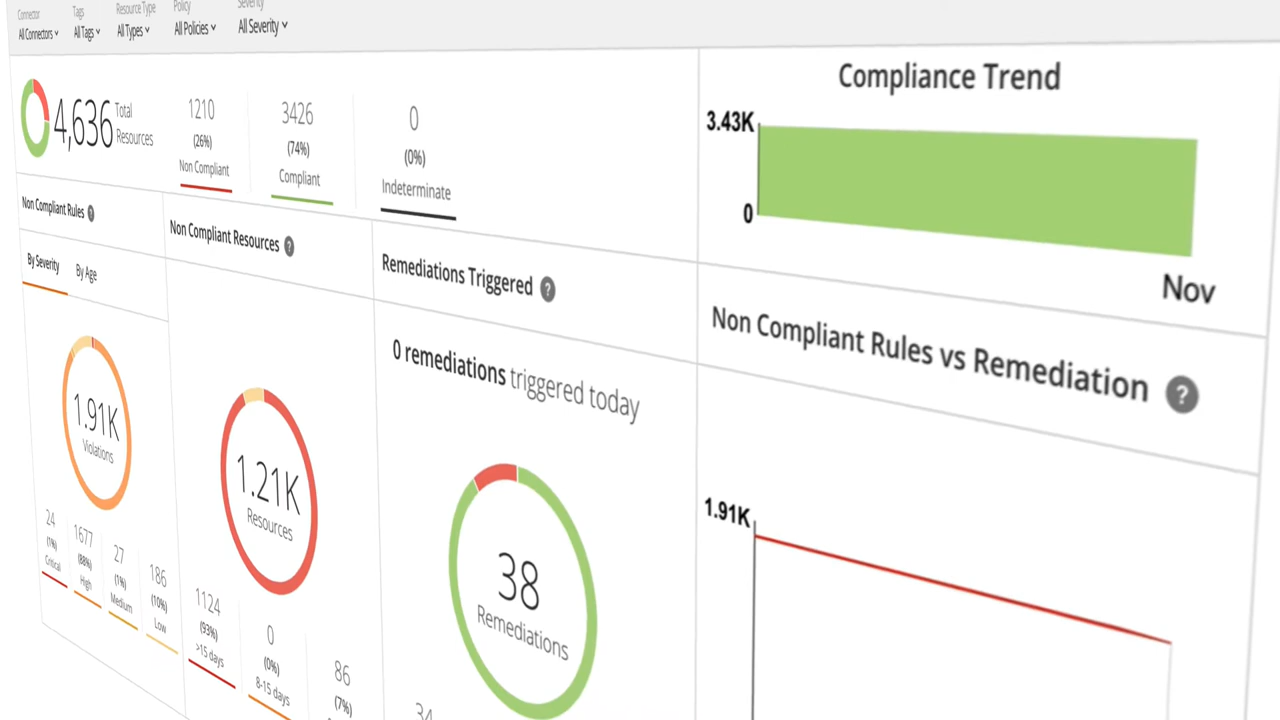 Connector
All Connectors
Tags
All Tags
Resource Type
All Types
Policy
All Policies
Severity
All Severity
4,636
Total
Resources
1210
(26%)
Non Compliant
3426
(74%)
Compliant
0
(0%)
Indeterminate
Compliance Trend
3.43K
0
Nov
Non Compliant Rules ?
By Severity
By Age
1.91K
Violations
24
(1%)
Critical
1677
(88%)
High
27
(1%)
Medium
186
(10%)
Low
Non Compliant Resources ?
1.21K
Resources
1124
(93%)
>15 days
0
(0%)
8-15 days
86
(7%)
Remediations Triggered ?
0 remediations triggered today
38
Remediations
34
Non Compliant Rules vs Remediation ?
1.91K